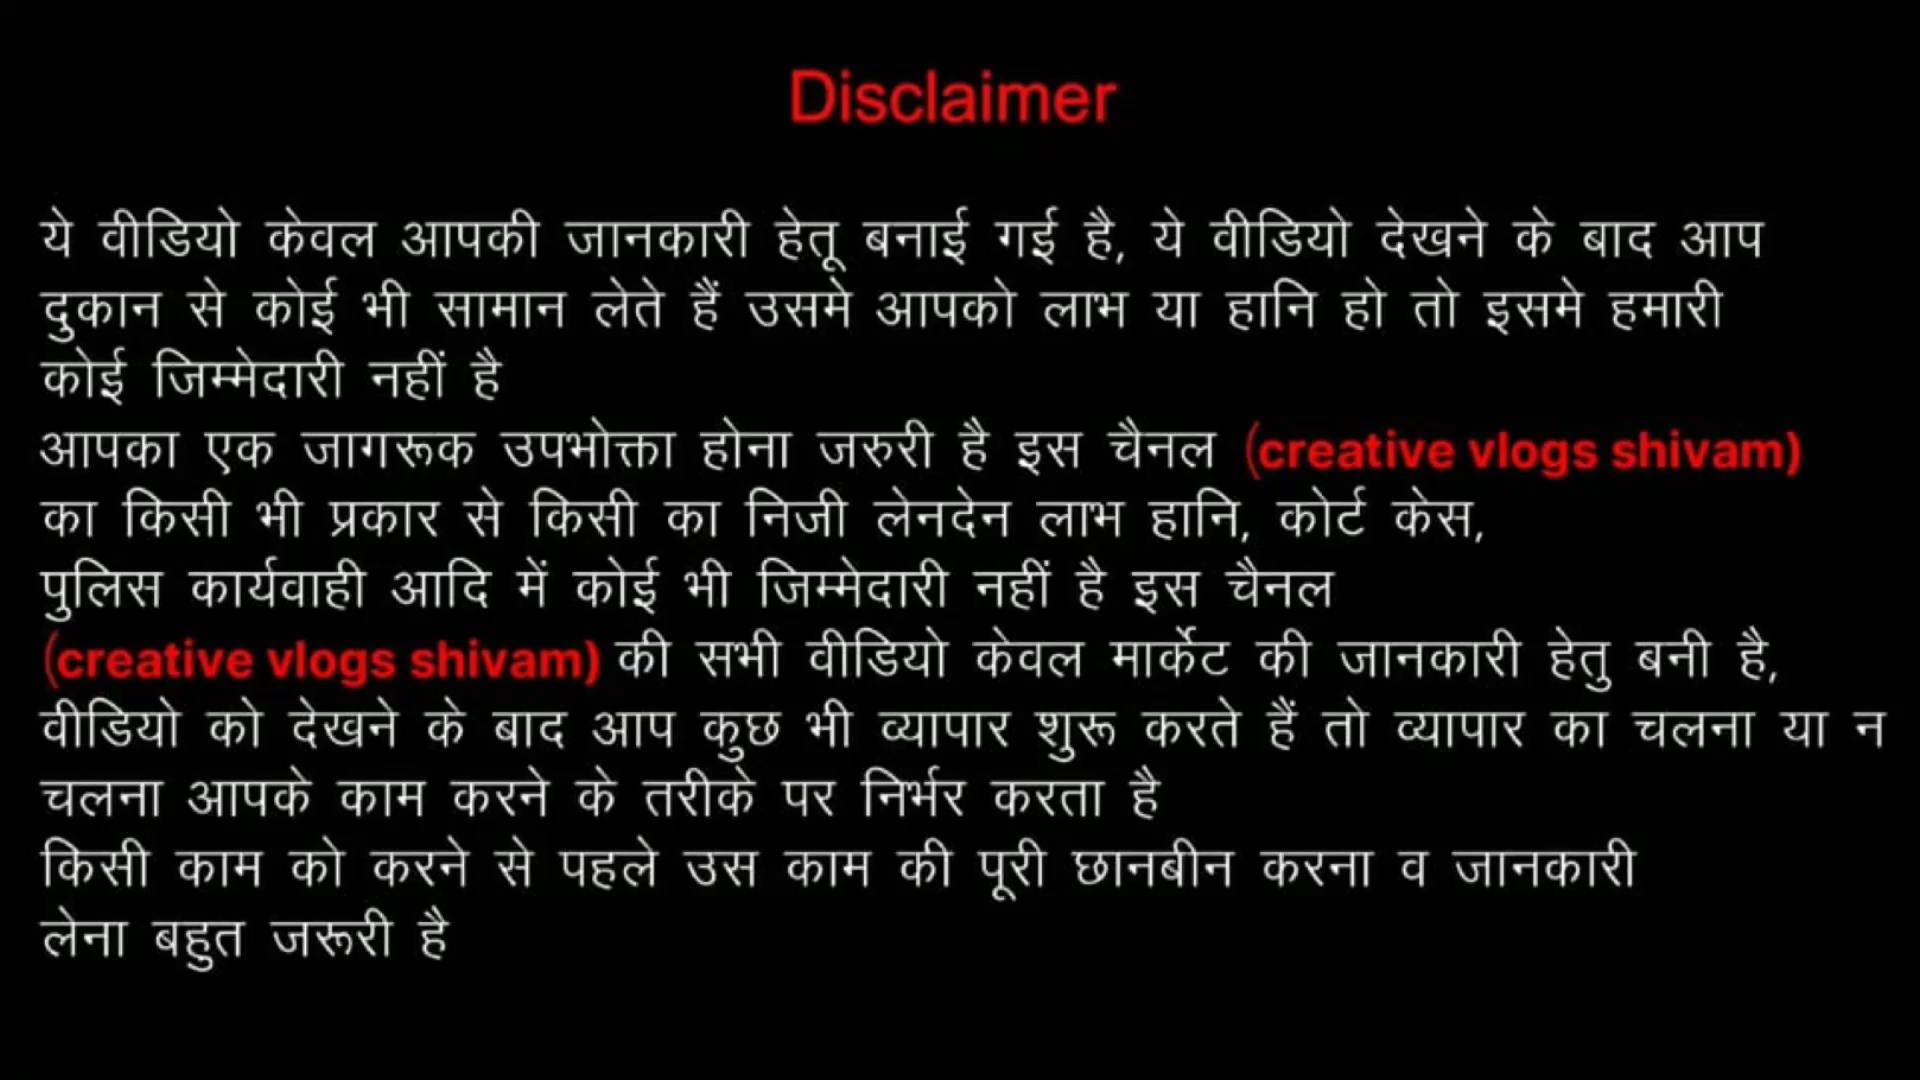 Disclaimer
ये वीडियो केवल आपकी जानकारी हेतू बनाई गई है, ये वीडियो देखने के बाद आप
दुकान से कोई भी सामान लेते हैं उसमे आपको लाभ या हानि हो तो इसमे हमारी
कोई जिम्मेदारी नहीं है
आपका एक जागरूक उपभोक्ता होना जरुरी है इस चैनल (creative vlogs shivam)
का किसी भी प्रकार से किसी का निजी लेनदेन लाभ हानि, कोर्ट केस,
पुलिस कार्यवाही आदि में कोई भी जिम्मेदारी नहीं है इस चैनल
(creative vlogs shivam) की सभी वीडियो केवल मार्केट की जानकारी हेतु बनी है,
वीडियो को देखने के बाद आप कुछ भी व्यापार शुरू करते हैं तो व्यापार का चलना या न
चलना आपके काम करने के तरीके पर निर्भर करता है
किसी काम को करने से पहले उस काम की पूरी छानबीन करना व जानकारी
लेना बहुत जरूरी है